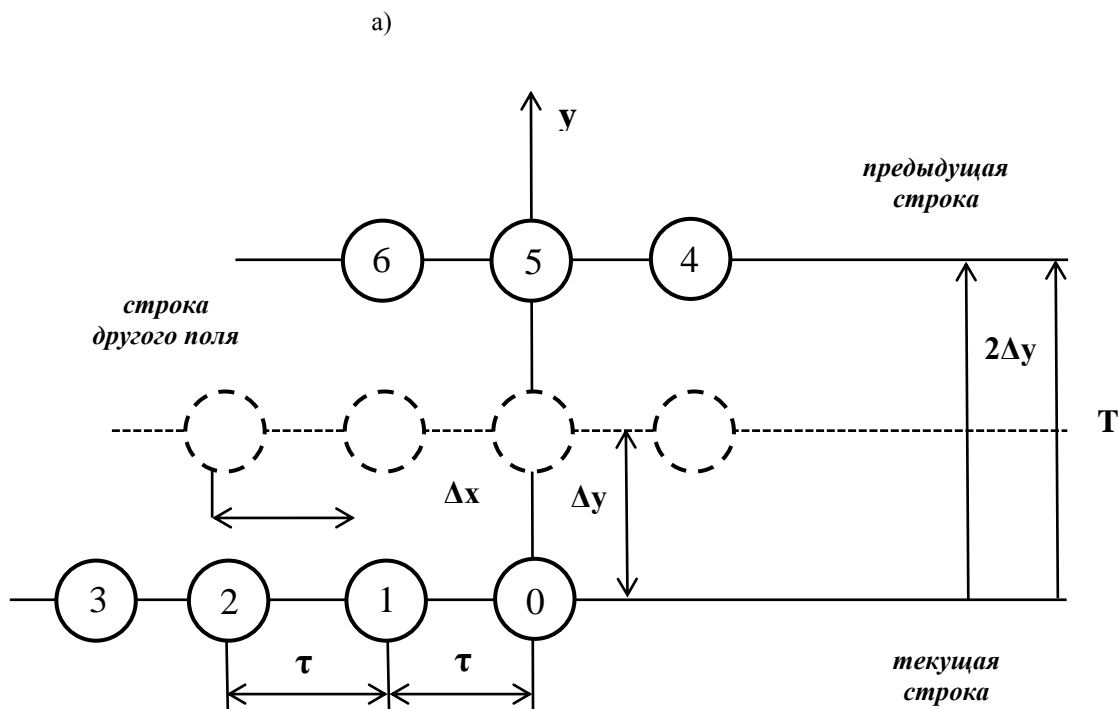 а)
y
предыдущая
строка
6 5 4
строка
другого поля
2Δy
T
Δx Δy
3 2 1 0
τ τ
текущая
строка